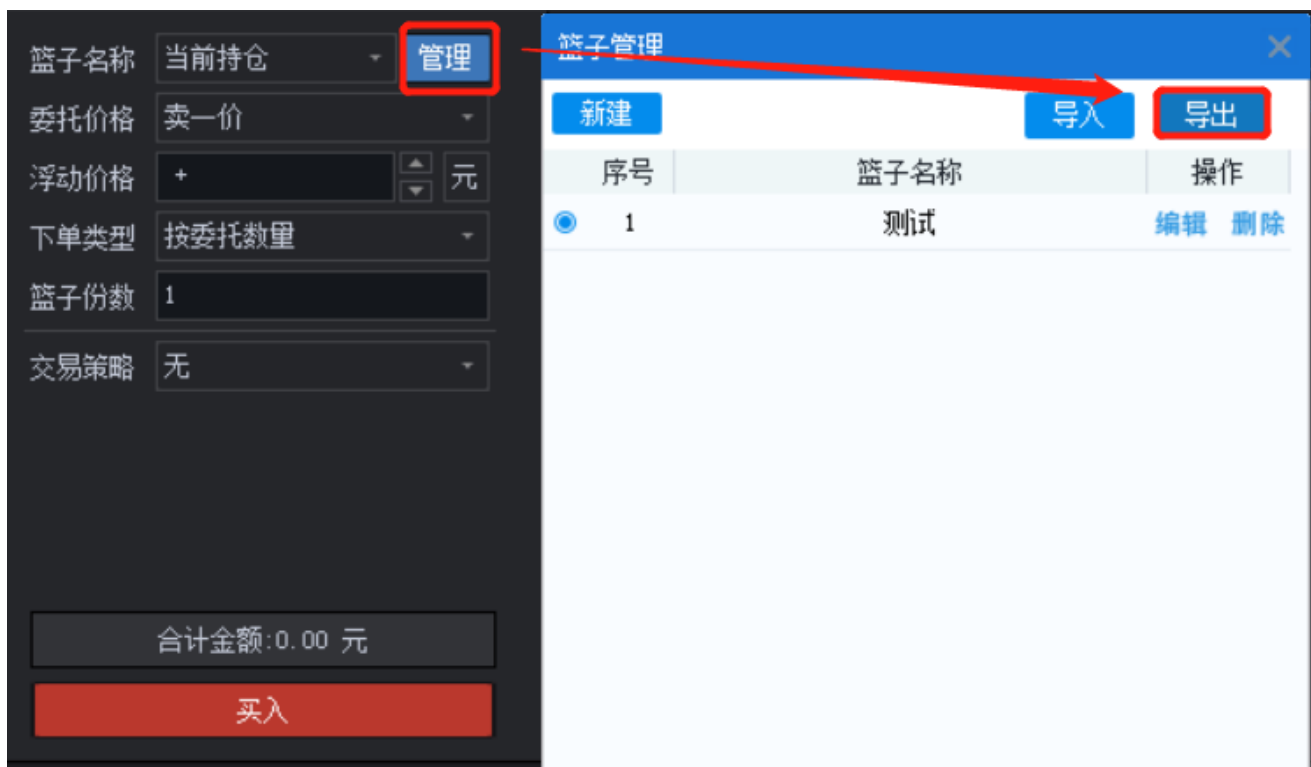 篮子名称 当前持仓 管理
委托价格 卖一价
浮动价格 + 元
下单类型 按委托数量
篮子份数 1
交易策略 无
合计金额:0.00 元
买入
篮子管理
新建 导入 导出
序号 篮子名称 操作
1 测试 编辑 删除